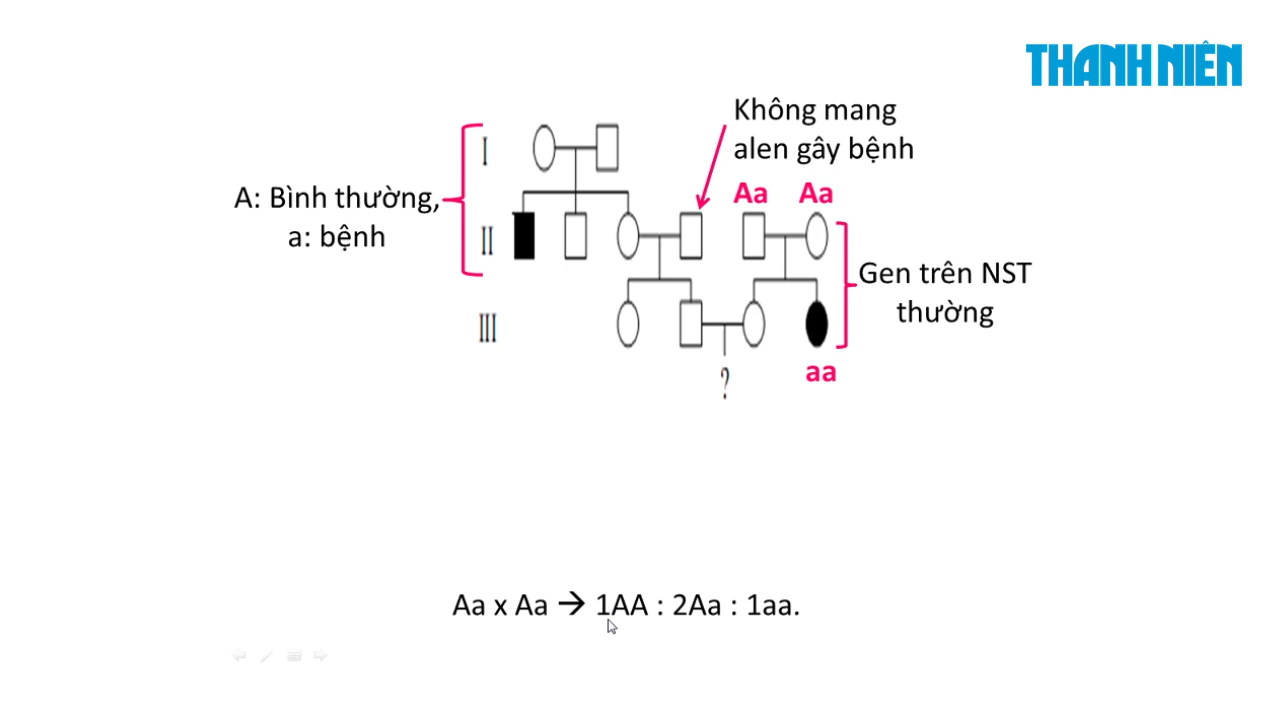 THANH NIÊN
Không mang
alen gây bệnh
I
Aa Aa
A: Bình thường,
a: bệnh
II
Gen trên NST
thường
III
aa
?
Aa x Aa → 1AA : 2Aa : 1aa.